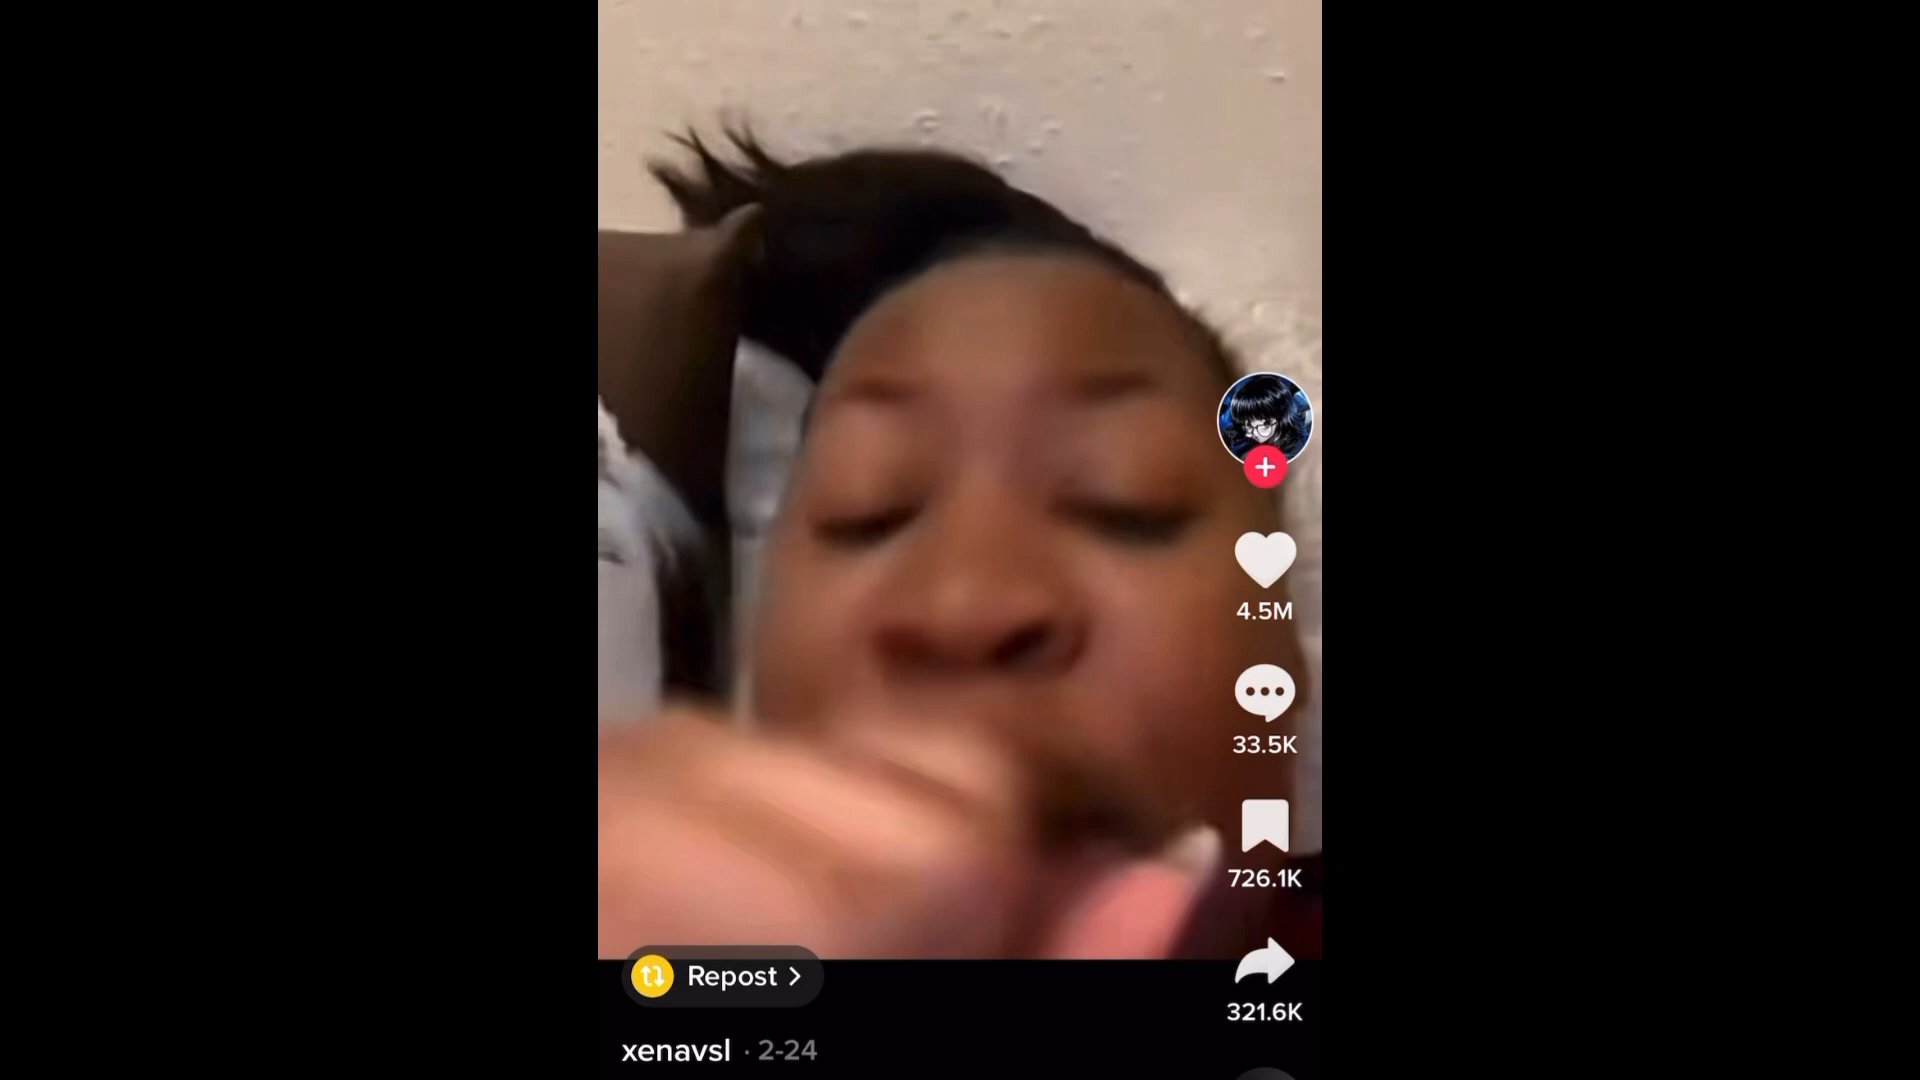 4.5M
33.5K
726.1K
321.6K
Repost >
xenavsl · 2-24